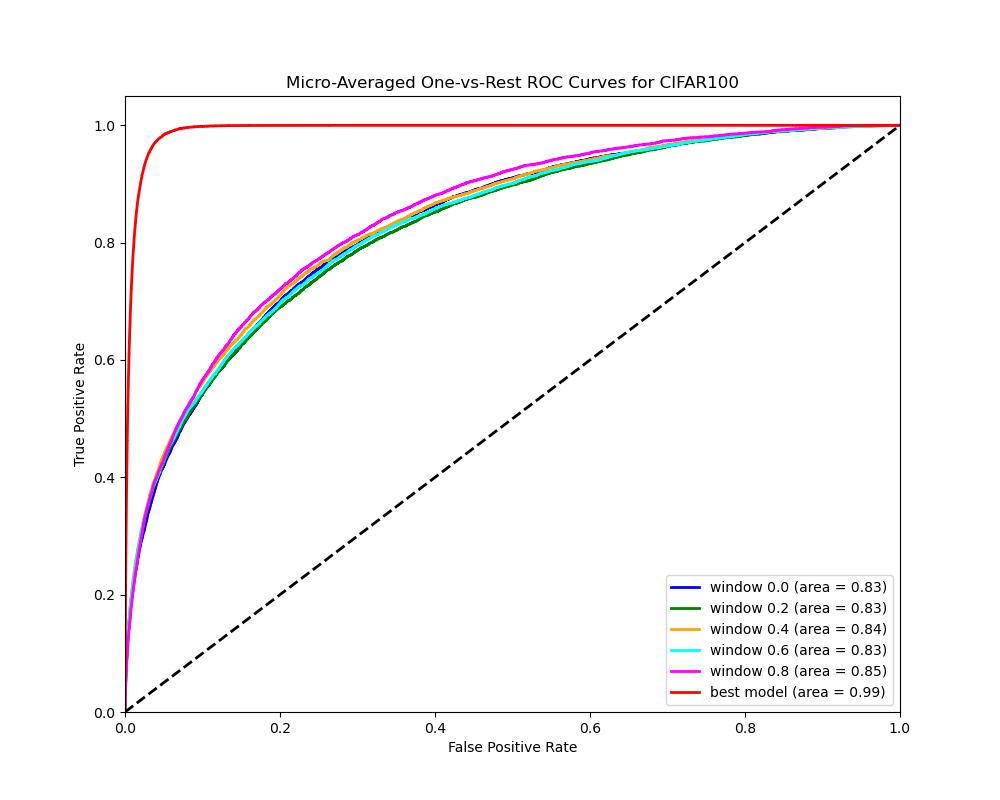 Micro-Averaged One-vs-Rest ROC Curves for CIFAR100
True Positive Rate
1.0
0.8
0.6
0.4
0.2
0.0
0.0 0.2 0.4 0.6 0.8 1.0
False Positive Rate
window 0.0 (area = 0.83)
window 0.2 (area = 0.83)
window 0.4 (area = 0.84)
window 0.6 (area = 0.83)
window 0.8 (area = 0.85)
best model (area = 0.99)